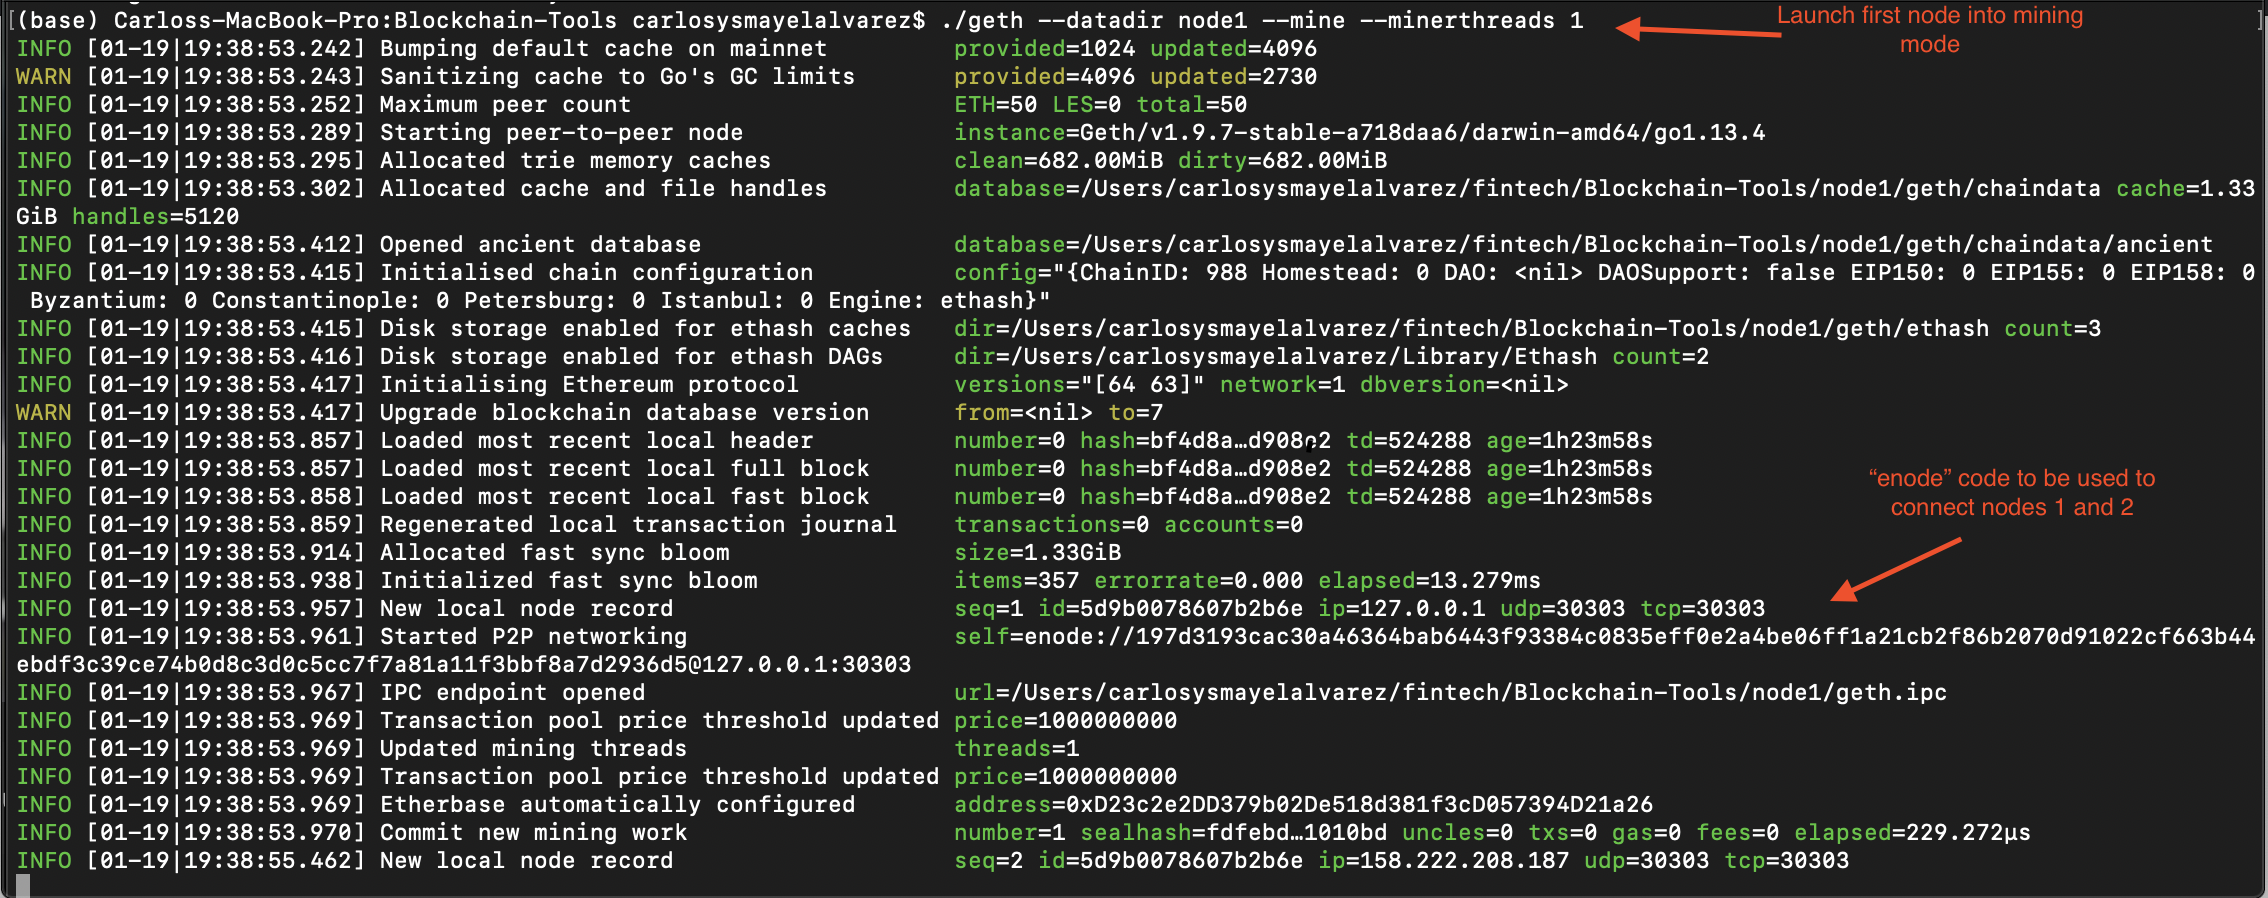 [(base) Carloss-MacBook-Pro:Blockchain-Tools carlosysmayelalvarez$ ./geth --datadir node1 --mine --minerthreads 1 ]
Launch first node into mining
mode
INFO [01-19|19:38:53.242] Bumping default cache on mainnet provided=1024 updated=4096
WARN [01-19|19:38:53.243] Sanitizing cache to Go's GC limits provided=4096 updated=2730
INFO [01-19|19:38:53.252] Maximum peer count ETH=50 LES=0 total=50
INFO [01-19|19:38:53.289] Starting peer-to-peer node instance=Geth/v1.9.7-stable-a718daa6/darwin-amd64/go1.13.4
INFO [01-19|19:38:53.295] Allocated trie memory caches clean=682.00MiB dirty=682.00MiB
INFO [01-19|19:38:53.302] Allocated cache and file handles database=/Users/carlosysmayelalvarez/fintech/Blockchain-Tools/node1/geth/chaindata cache=1.33
GiB handles=5120
INFO [01-19|19:38:53.412] Opened ancient database database=/Users/carlosysmayelalvarez/fintech/Blockchain-Tools/node1/geth/chaindata/ancient
INFO [01-19|19:38:53.415] Initialised chain configuration config="{ChainID: 988 Homestead: 0 DAO: <nil> DAOSupport: false EIP150: 0 EIP155: 0 EIP158: 0
Byzantium: 0 Constantinople: 0 Petersburg: 0 Istanbul: 0 Engine: ethash}"
INFO [01-19|19:38:53.415] Disk storage enabled for ethash caches dir=/Users/carlosysmayelalvarez/fintech/Blockchain-Tools/node1/geth/ethash count=3
INFO [01-19|19:38:53.416] Disk storage enabled for ethash DAGs dir=/Users/carlosysmayelalvarez/Library/Ethash count=2
INFO [01-19|19:38:53.417] Initialising Ethereum protocol versions="[64 63]" network=1 dbversion=<nil>
WARN [01-19|19:38:53.417] Upgrade blockchain database version from=<nil> to=7
INFO [01-19|19:38:53.857] Loaded most recent local header number=0 hash=bf4d8a…d908e2 td=524288 age=1h23m58s
INFO [01-19|19:38:53.857] Loaded most recent local full block number=0 hash=bf4d8a…d908e2 td=524288 age=1h23m58s
INFO [01-19|19:38:53.858] Loaded most recent local fast block number=0 hash=bf4d8a…d908e2 td=524288 age=1h23m58s
“enode” code to be used to
connect nodes 1 and 2
INFO [01-19|19:38:53.859] Regenerated local transaction journal transactions=0 accounts=0
INFO [01-19|19:38:53.914] Allocated fast sync bloom size=1.33GiB
INFO [01-19|19:38:53.938] Initialized fast sync bloom items=357 errorrate=0.000 elapsed=13.279ms
INFO [01-19|19:38:53.957] New local node record seq=1 id=5d9b0078607b2b6e ip=127.0.0.1 udp=30303 tcp=30303
INFO [01-19|19:38:53.961] Started P2P networking self=enode://197d3193cac30a46364bab6443f93384c0835eff0e2a4be06ff1a21cb2f86b2070d91022cf663b44
ebdf3c39ce74b0d8c3d0c5cc7f7a81a11f3bbf8a7d2936d5@127.0.0.1:30303
INFO [01-19|19:38:53.967] IPC endpoint opened url=/Users/carlosysmayelalvarez/fintech/Blockchain-Tools/node1/geth.ipc
INFO [01-19|19:38:53.969] Transaction pool price threshold updated price=1000000000
INFO [01-19|19:38:53.969] Updated mining threads threads=1
INFO [01-19|19:38:53.969] Transaction pool price threshold updated price=1000000000
INFO [01-19|19:38:53.969] Etherbase automatically configured address=0xD23c2e2DD379b02De518d381f3cD057394D21a26
INFO [01-19|19:38:53.970] Commit new mining work number=1 sealhash=fdfebd…1010bd uncles=0 txs=0 gas=0 fees=0 elapsed=229.272µs
INFO [01-19|19:38:55.462] New local node record seq=2 id=5d9b0078607b2b6e ip=158.222.208.187 udp=30303 tcp=30303